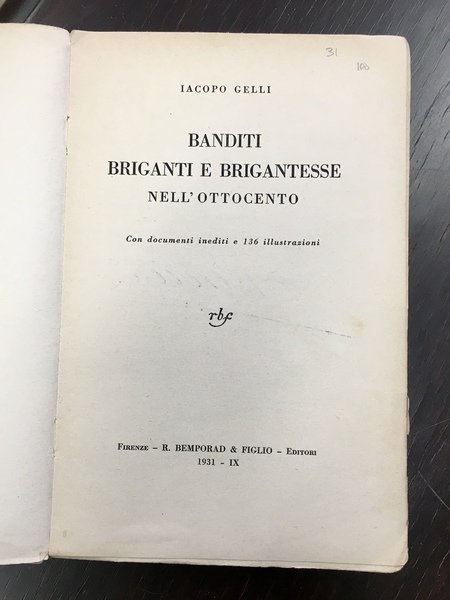 31
100
IACOPO GELLI
BANDITI
BRIGANTI E BRIGANTESSE
NELL'OTTOCENTO
Con documenti inediti e 136 illustrazioni
rbf
FIRENZE – R. BEMPORAD & FIGLIO – EDITORI
1931 – IX